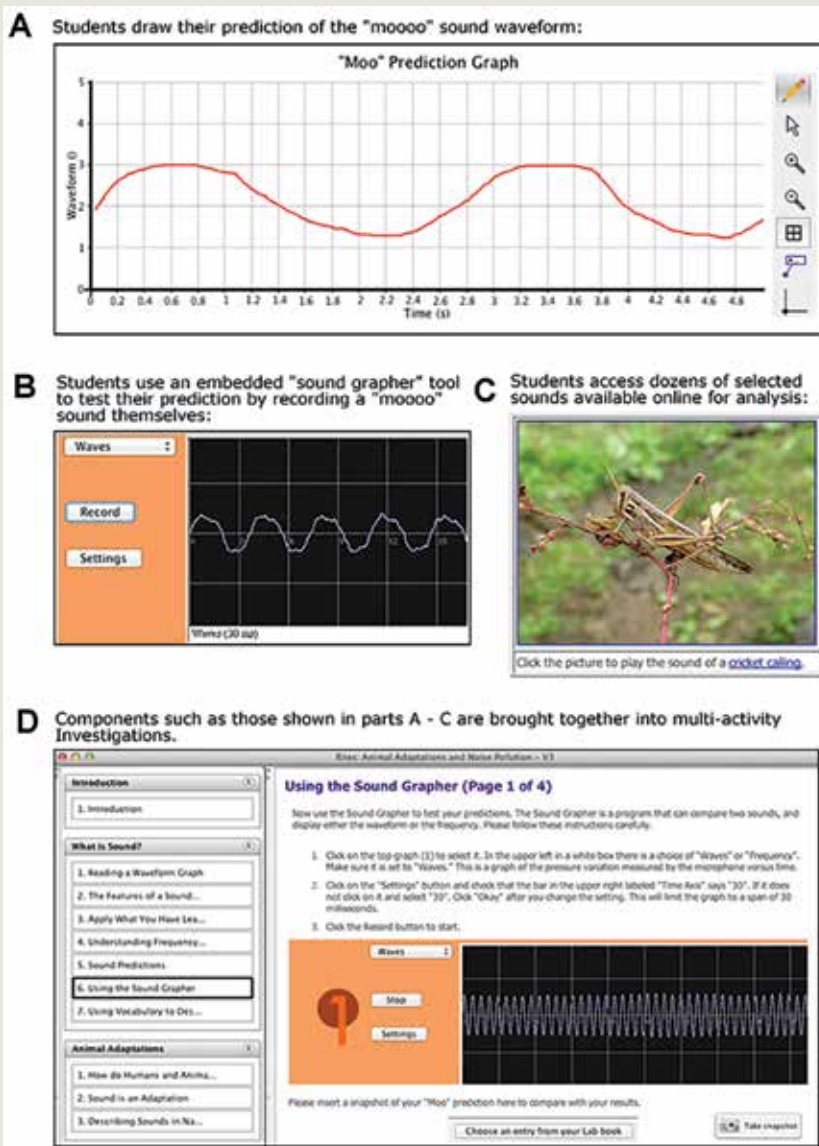 A Students draw their prediction of the "moooo" sound waveform:
"Moo" Prediction Graph
Waveform ()
5
4
3
2
1
0
0 0.2 0.4 0.6 0.8 1 1.2 1.4 1.6 1.8 2 2.2 2.4 2.6 2.8 3 3.2 3.4 3.6 3.8 4 4.2 4.4 4.6 4.8
Time (s)
B Students use an embedded "sound grapher" tool
to test their prediction by recording a "moooo"
sound themselves:
Waves
Record
Settings
C Students access dozens of selected
sounds available online for analysis:
Click the picture to play the sound of a cricket calling.
D Components such as those shown in parts A - C are brought together into multi-activity
Investigations.
Animal Adaptations and Noise Pollution - V3
Introduction
1. Introduction
What is Sound?
1. Reading a Waveform Graph
2. The Features of a Sound...
3. Apply What You Have Lea...
4. Understanding Frequency...
5. Sound Predictions
6. Using the Sound Grapher
7. Using Vocabulary to Des...
Animal Adaptations
1. How do Humans and Anima...
2. Sound is an Adaptation
3. Describing Sounds in Na...
Using the Sound Grapher (Page 1 of 4)
Now use the Sound Grapher to test your predictions. The Sound Grapher is a program that can compare two sounds, and
display either the waveform or the frequency. Please follow these instructions carefully.
1. Click on the top graph (1) to select it. In the upper left in a white box there is a choice of "Waves" or "Frequency".
Make sure it is set to "Waves." This is a graph of the pressure variation measured by the microphone versus time.
2. Click on the "Settings" button and check that the bar in the upper right labeled "Time Axis" says "30". If it does
not click on it and select "30". Click "Okay" after you change the setting. This will limit the graph to a span of 30
milliseconds.
3. Click the Record button to start.
Waves
1
Stop
Settings
Please insert a snapshot of your "Moo" prediction here to compare with your results.
Choose an entry from your Lab book
Take snapshot